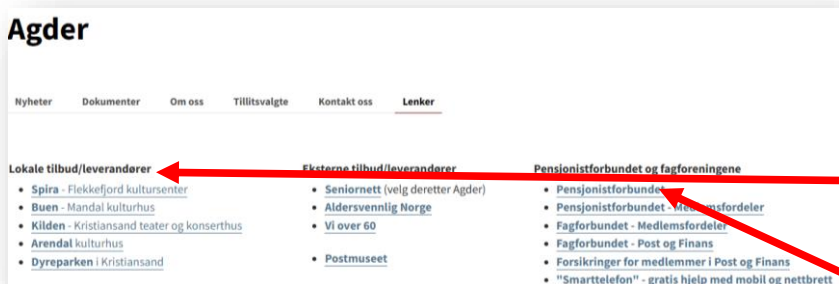 Agder
Nyheter Dokumenter Om oss Tillitsvalgte Kontakt oss Lenker
Lokale tilbud/leverandører
Spira - Flekkefjord kultursenter
Buen - Mandal kulturhus
Kilden - Kristiansand teater og konserthus
Arendal kulturhus
Dyreparken i Kristiansand
Eksterne tilbud/leverandører
Seniornett (velg deretter Agder)
Aldersvennlig Norge
Vi over 60
Postmuseet
Pensjonistforbundet og fagforeningene
Pensjonistforbundet
Pensjonistforbundet - Medlemsfordeler
Fagforbundet - Medlemsfordeler
Fagforbundet - Post og Finans
Forsikringer for medlemmer i Post og Finans
"Smarttelefon" - gratis hjelp med mobil og nettbrett